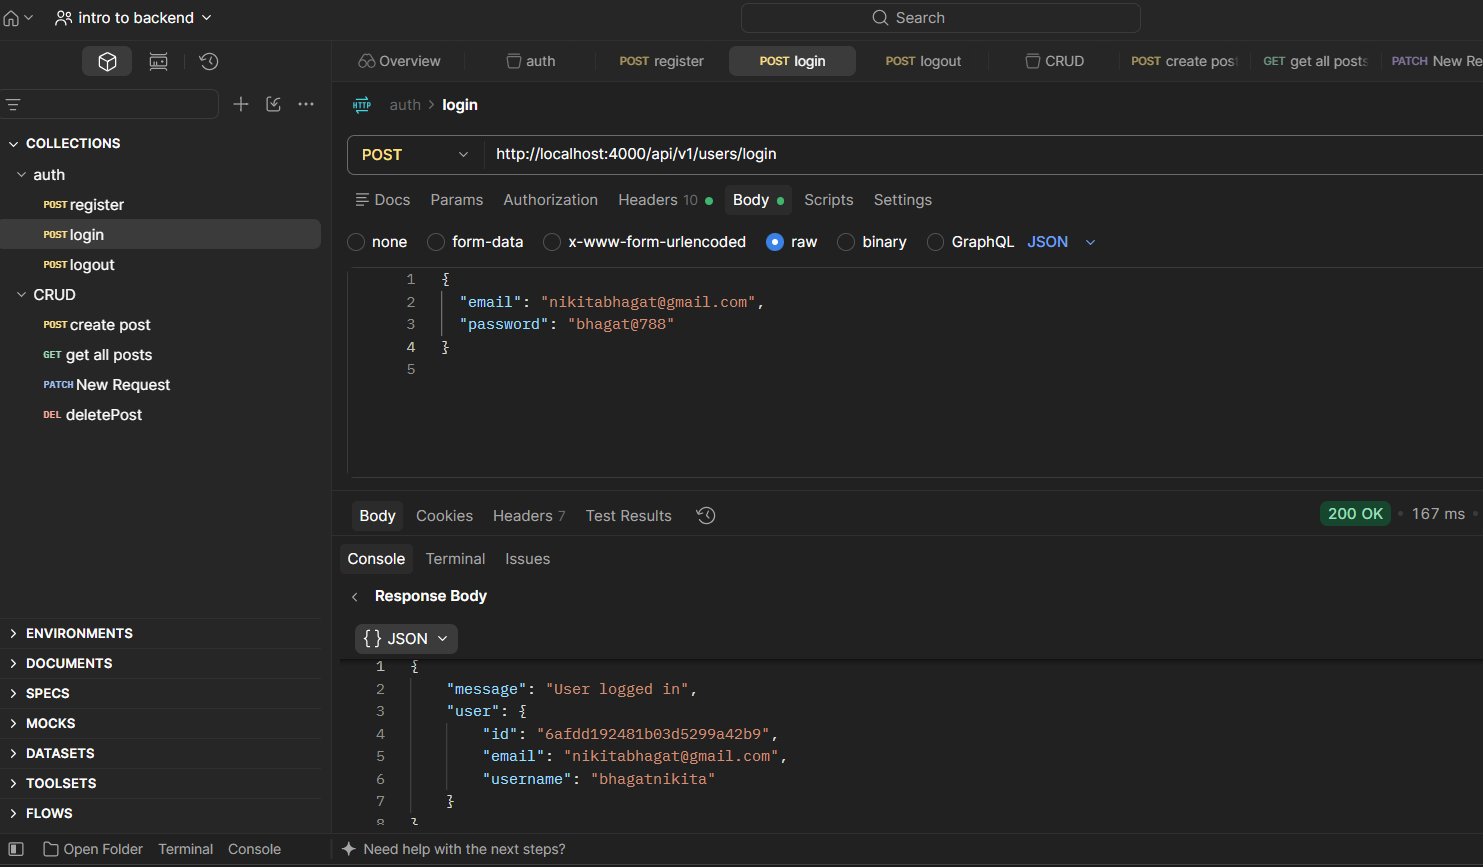 intro to backend
Search
Overview
auth
POST register
POST login
POST logout
CRUD
POST create post
GET get all posts
PATCH New Re
HTTP auth > login
COLLECTIONS
auth
POST register
POST login
POST logout
CRUD
POST create post
GET get all posts
PATCH New Request
DEL deletePost
ENVIRONMENTS
DOCUMENTS
SPECS
MOCKS
DATASETS
TOOLSETS
FLOWS
POST http://localhost:4000/api/v1/users/login
Docs Params Authorization Headers 10 Body Scripts Settings
none form-data x-www-form-urlencoded raw binary GraphQL JSON
1 {
2 "email": "nikitabhagat@gmail.com",
3 "password": "bhagat@788"
4 }
5
Body Cookies Headers 7 Test Results 200 OK • 167 ms •
Console Terminal Issues
Response Body
{} JSON
1 {
2 "message": "User logged in",
3 "user": {
4 "id": "6afdd192481b03d5299a42b9",
5 "email": "nikitabhagat@gmail.com",
6 "username": "bhagatnikita"
7 }
8 }
Open Folder Terminal Console Need help with the next steps?